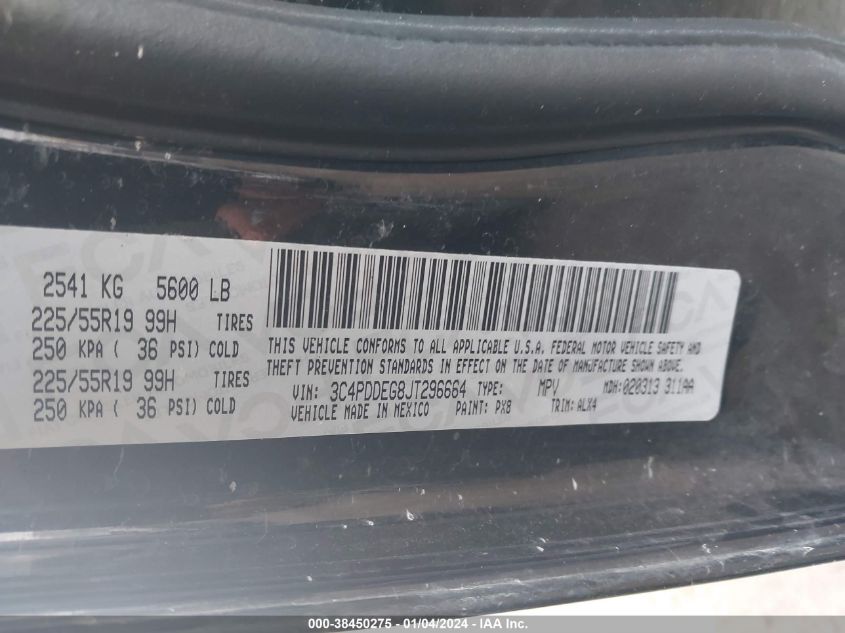 2541 KG 5600 LB
225/55R19 99H TIRES
250 KPA ( 36 PSI) COLD
225/55R19 99H TIRES
250 KPA ( 36 PSI) COLD
THIS VEHICLE CONFORMS TO ALL APPLICABLE U.S.A. FEDERAL MOTOR VEHICLE SAFETY AND
THEFT PREVENTION STANDARDS IN EFFECT ON THE DATE OF MANUFACTURE SHOWN ABOVE.
VIN: 3C4PDDEG8JT296664 TYPE: MPV MDH:020313 311AA
VEHICLE MADE IN MEXICO PAINT: PX8 TRIM: ALX4
000-38450275 - 01/04/2024 - IAA Inc.